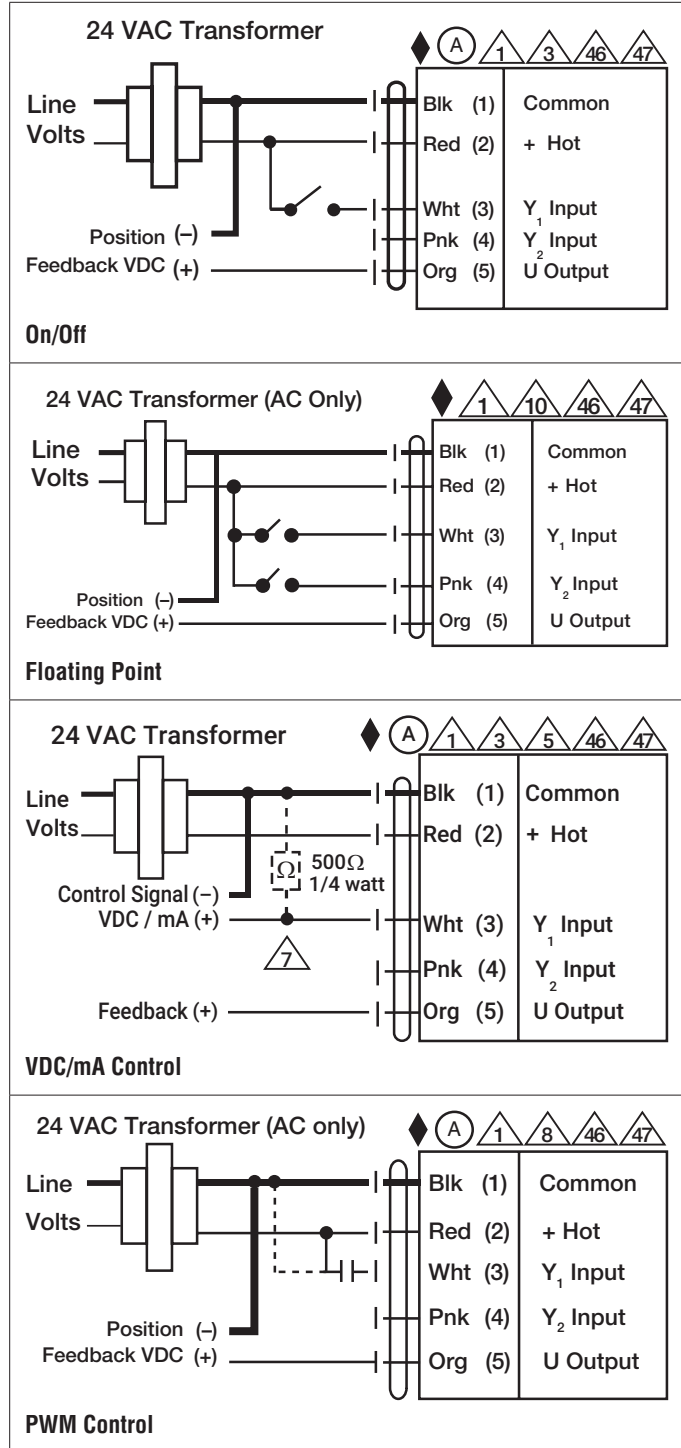 24 VAC Transformer
A 1 3 46 47
Line Volts
Blk (1) Common
Red (2) + Hot
Wht (3) Y1 Input
Position (–)
Pnk (4) Y2 Input
Feedback VDC (+)
Org (5) U Output
On/Off
24 VAC Transformer (AC Only)
1 10 46 47
Line Volts
Blk (1) Common
Red (2) + Hot
Wht (3) Y1 Input
Pnk (4) Y2 Input
Position (–)
Feedback VDC (+)
Org (5) U Output
Floating Point
24 VAC Transformer
A 1 3 5 46 47
Line Volts
Blk (1) Common
Red (2) + Hot
Ω 500Ω
1/4 watt
Control Signal (–)
VDC / mA (+)
Wht (3) Y1 Input
7
Pnk (4) Y2 Input
Feedback (+)
Org (5) U Output
VDC/mA Control
24 VAC Transformer (AC only)
A 1 8 46 47
Line Volts
Blk (1) Common
Red (2) + Hot
Wht (3) Y1 Input
Pnk (4) Y2 Input
Position (–)
Feedback VDC (+)
Org (5) U Output
PWM Control